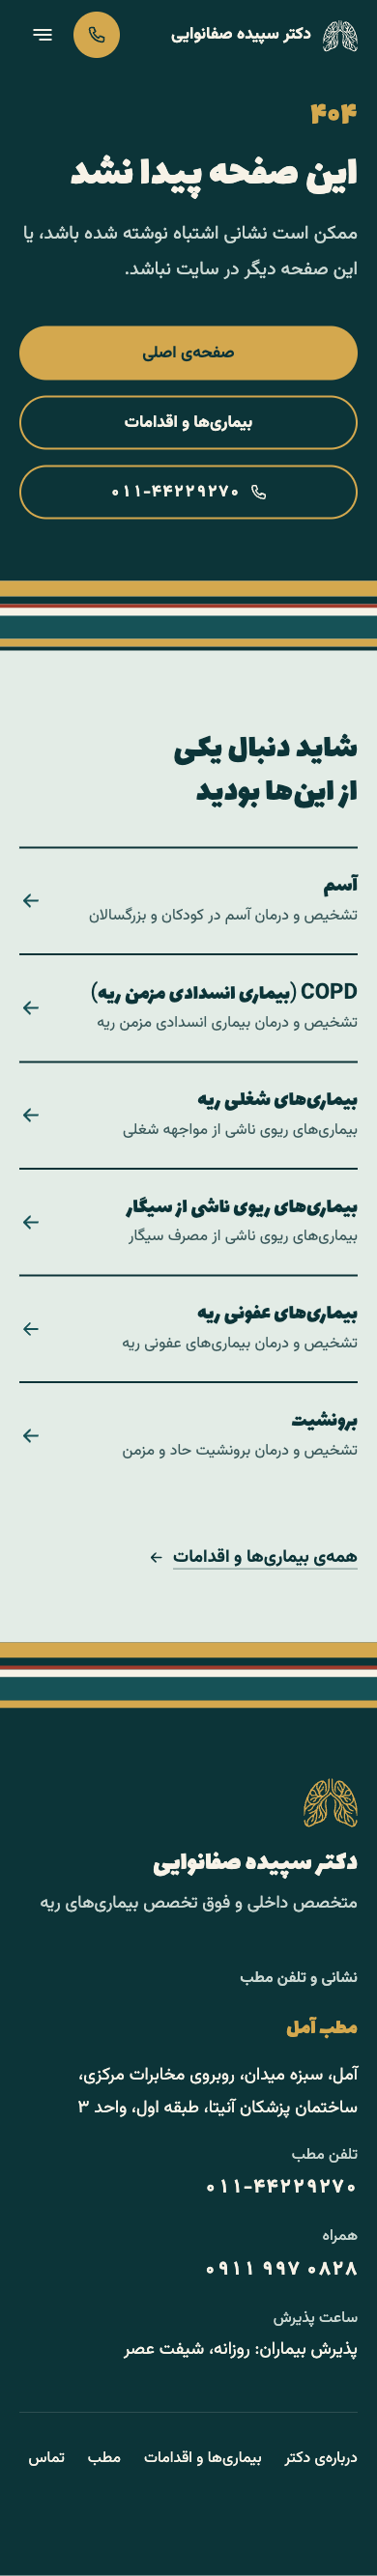 دکتر سپیده صفانوایی
۴۰۴
این صفحه پیدا نشد
ممکن است نشانی اشتباه نوشته شده باشد، یا
این صفحه دیگر در سایت نباشد.
صفحه‌ی اصلی
بیماری‌ها و اقدامات
۰۱۱-۴۴۲۲۹۲۷۰
شاید دنبال یکی
از این‌ها بودید
آسم
تشخیص و درمان آسم در کودکان و بزرگسالان
COPD (بیماری انسدادی مزمن ریه)
تشخیص و درمان بیماری انسدادی مزمن ریه
بیماری‌های شغلی ریه
بیماری‌های ریوی ناشی از مواجهه شغلی
بیماری‌های ریوی ناشی از سیگار
بیماری‌های ریوی ناشی از مصرف سیگار
بیماری‌های عفونی ریه
تشخیص و درمان بیماری‌های عفونی ریه
برونشیت
تشخیص و درمان برونشیت حاد و مزمن
همه‌ی بیماری‌ها و اقدامات
دکتر سپیده صفانوایی
متخصص داخلی و فوق تخصص بیماری‌های ریه
نشانی و تلفن مطب
مطب آمل
آمل، سبزه میدان، روبروی مخابرات مرکزی،
ساختمان پزشکان آنیتا، طبقه اول، واحد ۳
تلفن مطب
۰۱۱-۴۴۲۲۹۲۷۰
همراه
۰۹۱۱ ۹۹۷ ۰۸۲۸
ساعت پذیرش
پذیرش بیماران: روزانه، شیفت عصر
درباره‌ی دکتر
بیماری‌ها و اقدامات
مطب
تماس